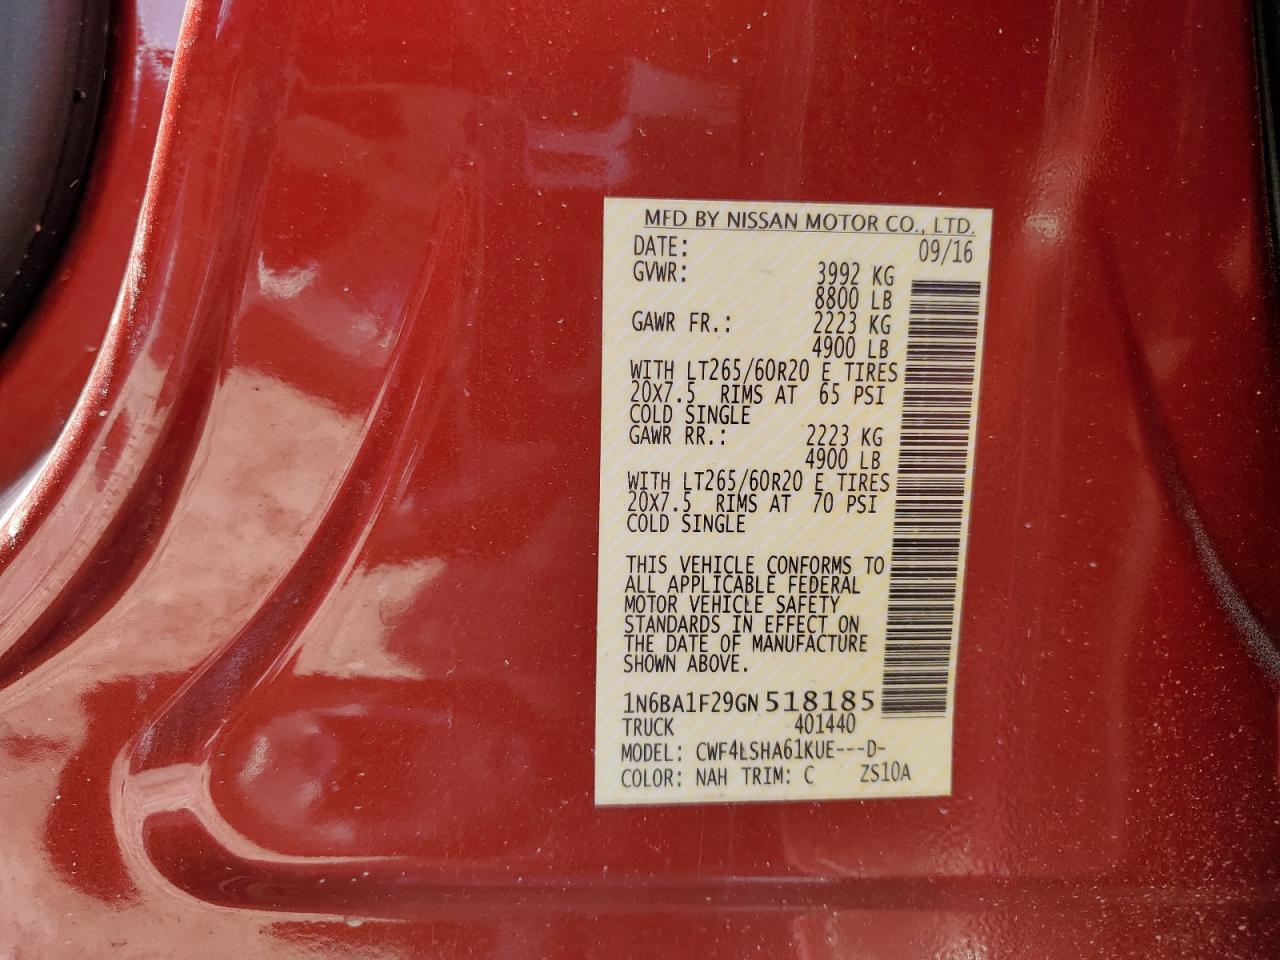 MFD BY NISSAN MOTOR CO., LTD.
DATE: 09/16
GVWR: 3992 KG
8800 LB
GAWR FR.: 2223 KG
4900 LB
WITH LT265/60R20 E TIRES
20X7.5 RIMS AT 65 PSI
COLD SINGLE
GAWR RR.: 2223 KG
4900 LB
WITH LT265/60R20 E TIRES
20X7.5 RIMS AT 70 PSI
COLD SINGLE
THIS VEHICLE CONFORMS TO
ALL APPLICABLE FEDERAL
MOTOR VEHICLE SAFETY
STANDARDS IN EFFECT ON
THE DATE OF MANUFACTURE
SHOWN ABOVE.
1N6BA1F29GN518185
TRUCK 401440
MODEL: CWF4LSHA61KUE---D-
COLOR: NAH TRIM: C ZS10A